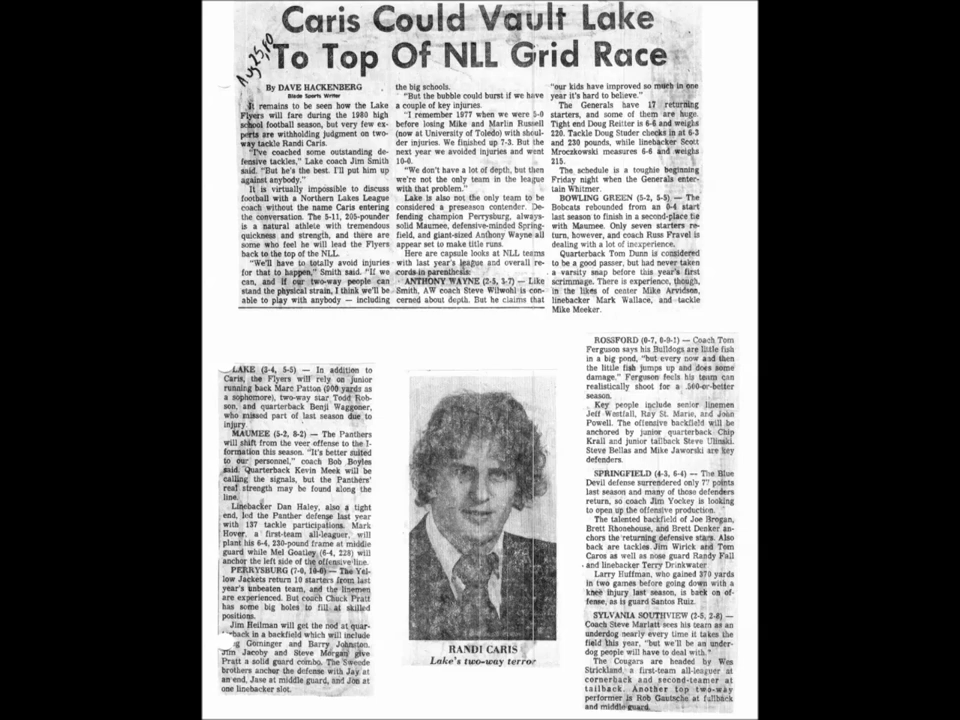 Caris Could Vault Lake
To Top Of NLL Grid Race
Aug 25, 80
By DAVE HACKENBERG
Blade Sports Writer
It remains to be seen how the Lake
Flyers will fare during the 1980 high
school football season, but very few ex-
perts are withholding judgment on two-
way tackle Randi Caris.
"I've coached some outstanding de-
fensive tackles," Lake coach Jim Smith
said. "But he's the best. I'll put him up
against anybody."
It is virtually impossible to discuss
football with a Northern Lakes League
coach without the name Caris entering
the conversation. The 5-11, 205-pounder
is a natural athlete with tremendous
quickness and strength, and there are
some who feel he will lead the Flyers
back to the top of the NLL.
"We'll have to totally avoid injuries
for that to happen," Smith said. "If we
can, and if our two-way people can
stand the physical strain, I think we'll be
able to play with anybody — including
the big schools.
"But the bubble could burst if we have
a couple of key injuries.
"I remember 1977 when we were 5-0
before losing Mike and Marlin Russell
(now at University of Toledo) with shoul-
der injuries. We finished up 7-3. But the
next year we avoided injuries and went
10-0.
"We don't have a lot of depth, but then
we're not the only team in the league
with that problem."
Lake is also not the only team to be
considered a preseason contender. De-
fending champion Perrysburg, always-
solid Maumee, defensive-minded Spring-
field, and giant-sized Anthony Wayne all
appear set to make title runs.
Here are capsule looks at NLL teams
with last year's league and overall re-
cords in parenthesis:
ANTHONY WAYNE (2-5, 3-7) — Like
Smith, AW coach Steve Wilwohl is con-
cerned about depth. But he claims that
"our kids have improved so much in one
year it's hard to believe."
The Generals have 17 returning
starters, and some of them are huge.
Tight end Doug Reitter is 6-6 and weighs
220. Tackle Doug Studer checks in at 6-3
and 230 pounds, while linebacker Scott
Mroczkowski measures 6-6 and weighs
215.
The schedule is a toughie beginning
Friday night when the Generals enter-
tain Whitmer.
BOWLING GREEN (5-2, 5-5) — The
Bobcats rebounded from an 0-4 start
last season to finish in a second-place tie
with Maumee. Only seven starters re-
turn, however, and coach Russ Fravel is
dealing with a lot of inexperience.
Quarterback Tom Dunn is considered
to be a good passer, but had never taken
a varsity snap before this year's first
scrimmage. There is experience, though,
in the likes of center Mike Arvidson,
linebacker Mark Wallace, and tackle
Mike Meeker.
LAKE (3-4, 5-5) — In addition to
Caris, the Flyers will rely on junior
running back Marc Patton (900 yards as
a sophomore), two-way star Todd Rob-
son, and quarterback Benji Waggoner,
who missed part of last season due to
injury.
MAUMEE (5-2, 8-2) — The Panthers
will shift from the veer offense to the I-
formation this season. "It's better suited
to our personnel," coach Bob Boyles
said. Quarterback Kevin Meek will be
calling the signals, but the Panthers'
real strength may be found along the
line.
Linebacker Dan Haley, also a tight
end, led the Panther defense last year
with 137 tackle participations. Mark
Hover, a first-team all-leaguer, will
plant his 6-4, 230-pound frame at middle
guard while Mel Goatley (6-4, 228) will
anchor the left side of the offensive line.
PERRYSBURG (7-0, 10-0) — The Yel-
low Jackets return 10 starters from last
year's unbeaten team, and the linemen
are experienced. But coach Chuck Pratt
has some big holes to fill at skilled
positions.
Jim Heilman will get the nod at quar-
terback in a backfield which will include
Gominger and Barry Johnston.
Jim Jacoby and Steve Morgan give
Pratt a solid guard combo. The Swede
brothers anchor the defense with Jay at
an end, Jase at middle guard, and Jon at
one linebacker slot.
RANDI CARIS
Lake's two-way terror
ROSSFORD (0-7, 0-9-1) — Coach Tom
Ferguson says his Bulldogs are little fish
in a big pond, "but every now and then
the little fish jumps up and does some
damage." Ferguson feels his team can
realistically shoot for a .500-or-better
season.
Key people include senior linemen
Jeff Westfall, Ray St. Marie, and John
Powell. The offensive backfield will be
anchored by junior quarterback Chip
Krall and junior tailback Steve Ulinski.
Steve Bellas and Mike Jaworski are key
defenders.
SPRINGFIELD (4-3, 6-4) — The Blue
Devil defense surrendered only 77 points
last season and many of those defenders
return, so coach Jim Yockey is looking
to open up the offensive production.
The talented backfield of Joe Brogan,
Brett Rhonehouse, and Brett Denker an-
chors the returning defensive stars. Also
back are tackles Jim Wirick and Tom
Caros as well as nose guard Randy Fall
and linebacker Terry Drinkwater.
Larry Huffman, who gained 370 yards
in two games before going down with a
knee injury last season, is back on of-
fense, as is guard Santos Ruiz.
SYLVANIA SOUTHVIEW (2-5, 2-8) —
Coach Steve Marlatt sees his team as an
underdog nearly every time it takes the
field this year, "but we'll be an under-
dog people will have to deal with."
The Cougars are headed by Wes
Strickland, a first-team all-leaguer at
cornerback and second-teamer at
tailback. Another top two-way
performer is Rob Gautsche at fullback
and middle guard.